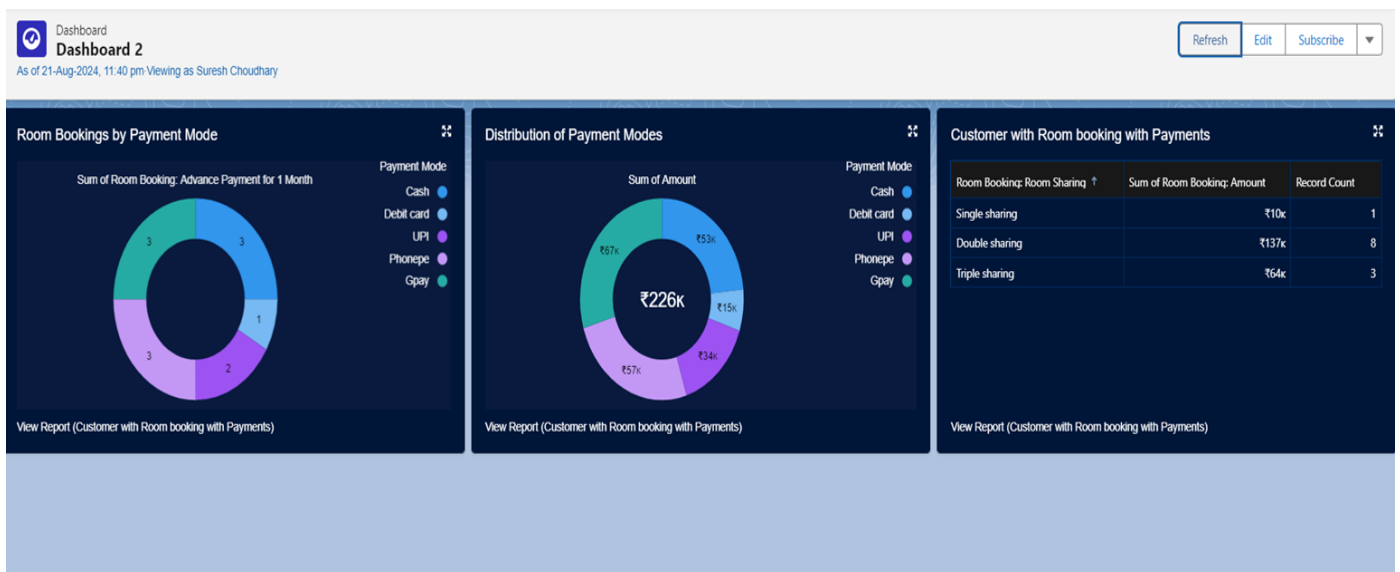 Dashboard
Dashboard 2
As of 21-Aug-2024, 11:40 pm·Viewing as Suresh Choudhary
Refresh Edit Subscribe
Room Bookings by Payment Mode
Sum of Room Booking: Advance Payment for 1 Month
Payment Mode
Cash
Debit card
UPI
Phonepe
Gpay
3
3
1
3
2
View Report (Customer with Room booking with Payments)
Distribution of Payment Modes
Sum of Amount
Payment Mode
Cash
Debit card
UPI
Phonepe
Gpay
₹67K
₹53K
₹226K
₹15K
₹34K
₹57K
View Report (Customer with Room booking with Payments)
Customer with Room booking with Payments
Room Booking: Room Sharing ↑ Sum of Room Booking: Amount Record Count
Single sharing ₹10K 1
Double sharing ₹137K 8
Triple sharing ₹64K 3
View Report (Customer with Room booking with Payments)